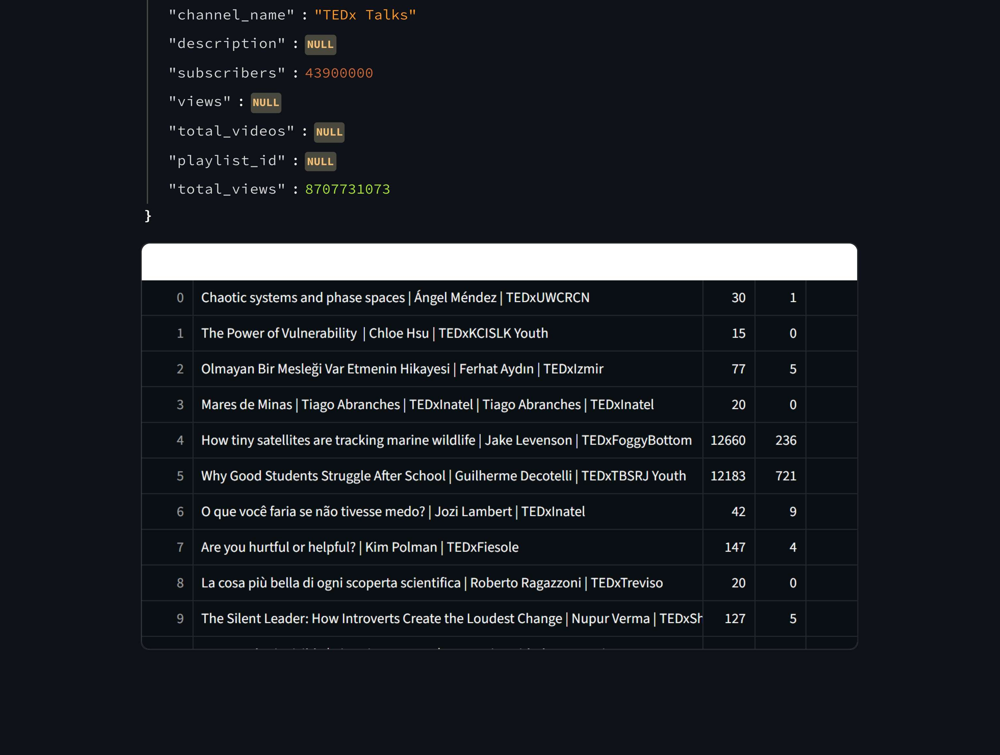 "channel_name" : "TEDx Talks"
"description" : NULL
"subscribers" : 43900000
"views" : NULL
"total_videos" : NULL
"playlist_id" : NULL
"total_views" : 8707731073
}
0 Chaotic systems and phase spaces | Ángel Méndez | TEDxUWCRCN 30 1
1 The Power of Vulnerability | Chloe Hsu | TEDxKCISLK Youth 15 0
2 Olmayan Bir Mesleği Var Etmenin Hikayesi | Ferhat Aydın | TEDxIzmir 77 5
3 Mares de Minas | Tiago Abranches | TEDxInatel | Tiago Abranches | TEDxInatel 20 0
4 How tiny satellites are tracking marine wildlife | Jake Levenson | TEDxFoggyBottom 12660 236
5 Why Good Students Struggle After School | Guilherme Decotelli | TEDxTBSRJ Youth 12183 721
6 O que você faria se não tivesse medo? | Jozi Lambert | TEDxInatel 42 9
7 Are you hurtful or helpful? | Kim Polman | TEDxFiesole 147 4
8 La cosa più bella di ogni scoperta scientifica | Roberto Ragazzoni | TEDxTreviso 20 0
9 The Silent Leader: How Introverts Create the Loudest Change | Nupur Verma | TEDxSh 127 5